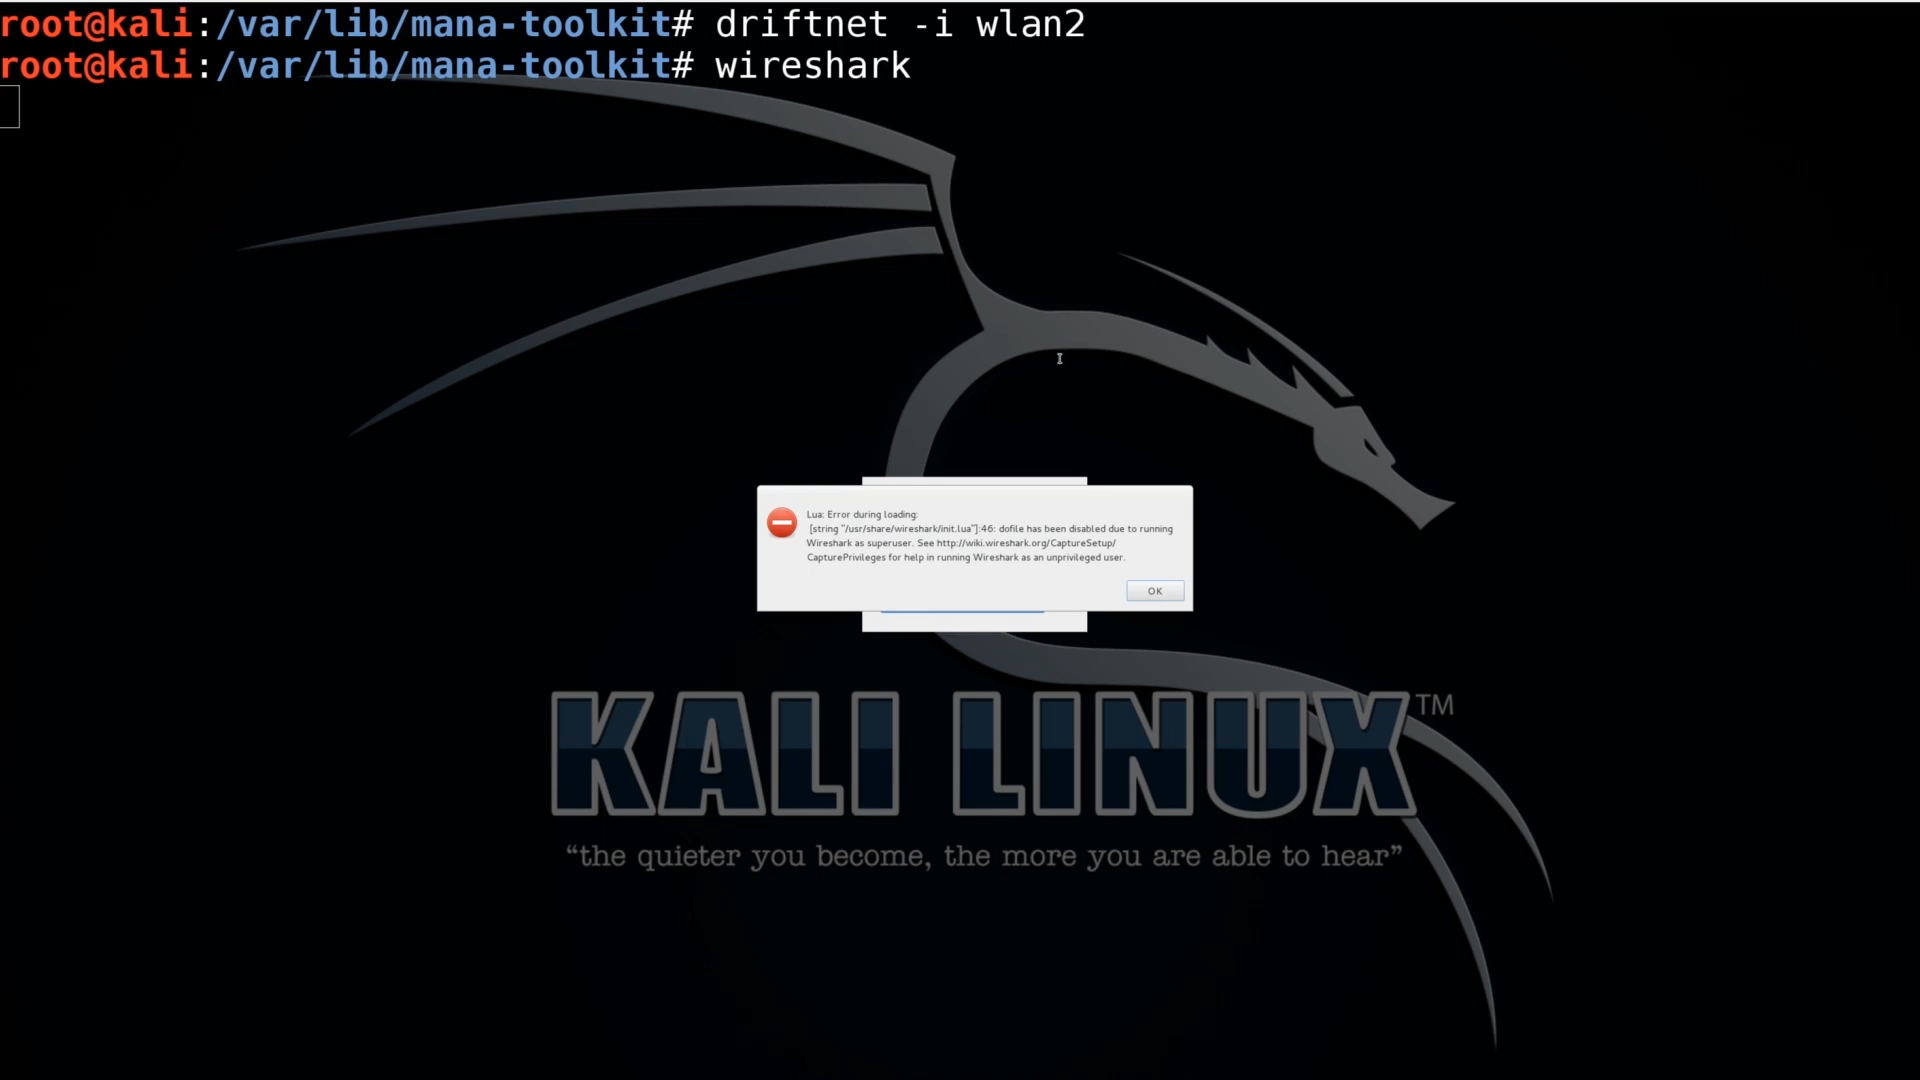 root@kali:/var/lib/mana-toolkit# driftnet -i wlan2
root@kali:/var/lib/mana-toolkit# wireshark
Lua: Error during loading:
[string "/usr/share/wireshark/init.lua"]:46: dofile has been disabled due to running
Wireshark as superuser. See http://wiki.wireshark.org/CaptureSetup/
CapturePrivileges for help in running Wireshark as an unprivileged user.
OK
KALI LINUX™
“the quieter you become, the more you are able to hear”